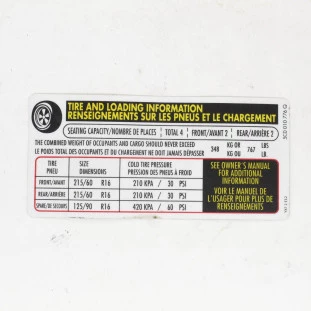 TIRE AND LOADING INFORMATION
RENSEIGNEMENTS SUR LES PNEUS ET LE CHARGEMENT
SEATING CAPACITY/NOMBRE DE PLACES TOTAL 4 FRONT/AVANT 2 REAR/ARRIÈRE 2
THE COMBINED WEIGHT OF OCCUPANTS AND CARGO SHOULD NEVER EXCEED
LE POIDS TOTAL DES OCCUPANTS ET DU CHARGEMENT NE DOIT JAMAIS DÉPASSER
348 KG OR 767 LBS
KG OU LB
TIRE SIZE COLD TIRE PRESSURE
PNEU DIMENSIONS PRESSION DES PNEUS À FROID
FRONT/AVANT 215/60 R16 210 KPA / 30 PSI
REAR/ARRIÈRE 215/60 R16 210 KPA / 30 PSI
SPARE/DE SECOURS 125/90 R16 420 KPA / 60 PSI
SEE OWNER'S MANUAL
FOR ADDITIONAL
INFORMATION
VOIR LE MANUEL DE
L'USAGER POUR PLUS DE
RENSEIGNEMENTS